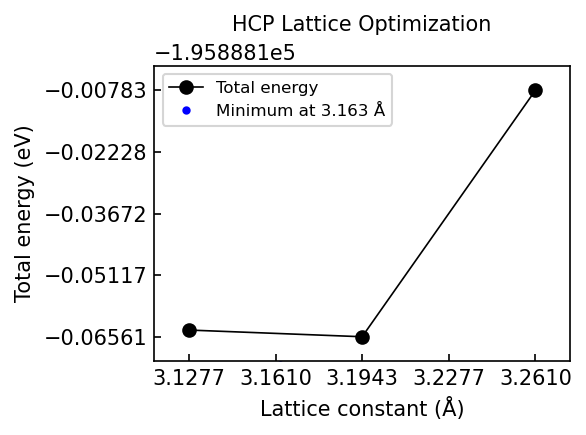 HCP Lattice Optimization
−1.958881e5
Total energy
Minimum at 3.163 Å
Total energy (eV)
−0.00783
−0.02228
−0.03672
−0.05117
−0.06561
3.1277 3.1610 3.1943 3.2277 3.2610
Lattice constant (Å)